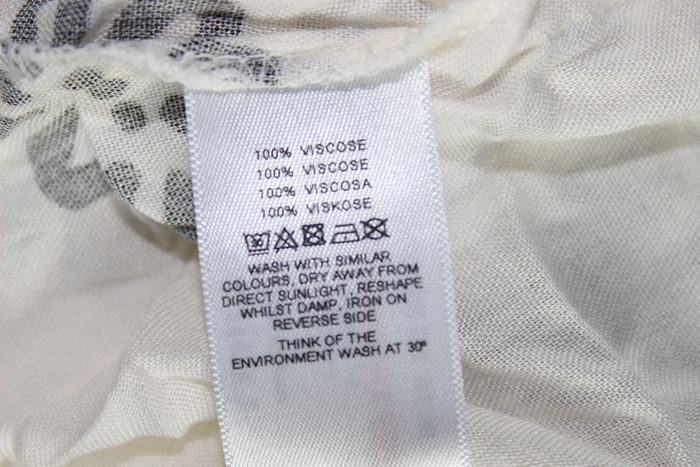 100% VISCOSE
100% VISCOSE
100% VISCOSA
100% VISKOSE
30
WASH WITH SIMILAR
COLOURS, DRY AWAY FROM
DIRECT SUNLIGHT, RESHAPE
WHILST DAMP, IRON ON
REVERSE SIDE
THINK OF THE
ENVIRONMENT WASH AT 30°